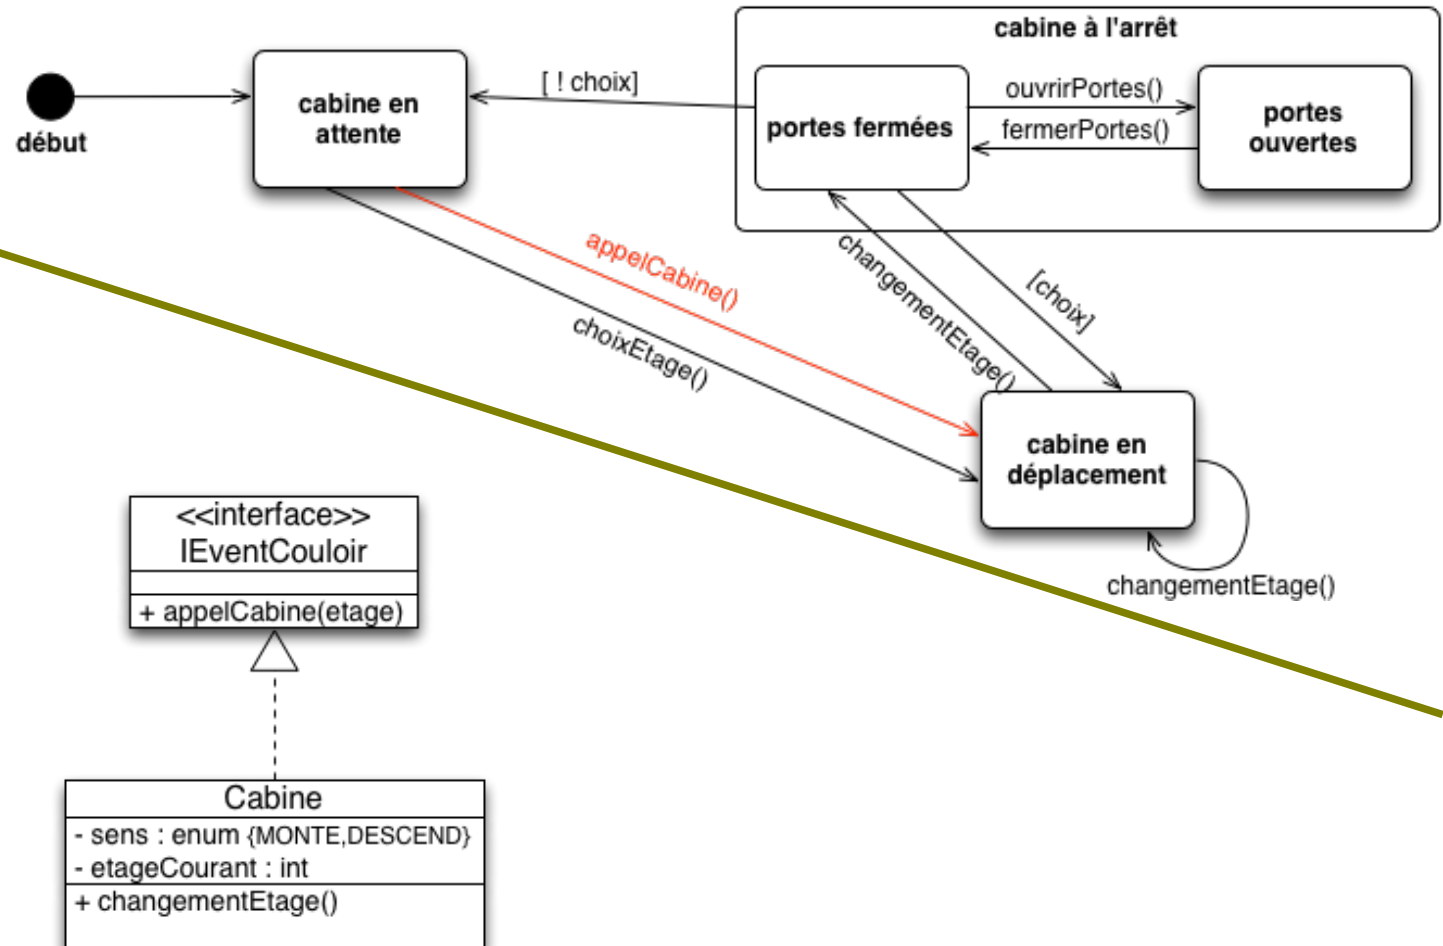 cabine à l'arrêt
[ ! choix]
ouvrirPortes()
cabine en
attente
portes fermées
portes
ouvertes
fermerPortes()
début
appelCabine()
changementEtage()
[choix]
choixEtage()
cabine en
déplacement
changementEtage()
<<interface>>
IEventCouloir
+ appelCabine(etage)
Cabine
- sens : enum {MONTE,DESCEND}
- etageCourant : int
+ changementEtage()